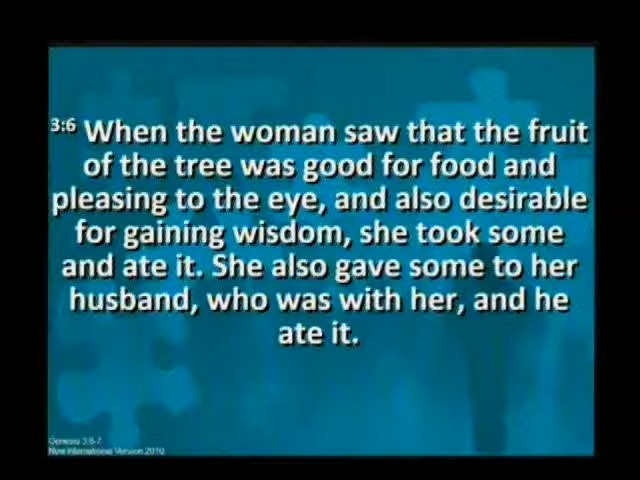 3:6 When the woman saw that the fruit
of the tree was good for food and
pleasing to the eye, and also desirable
for gaining wisdom, she took some
and ate it. She also gave some to her
husband, who was with her, and he
ate it.
Genesis 3:6-7
New International Version 2010